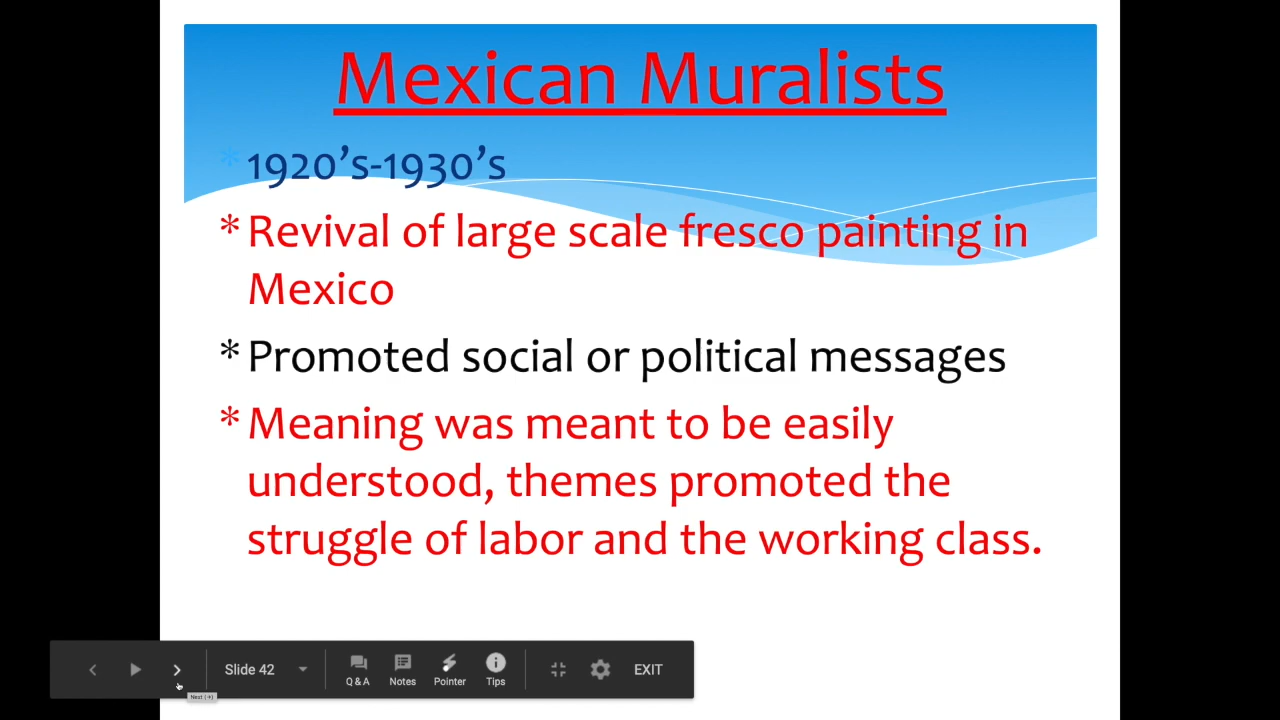 Mexican Muralists
* 1920’s-1930’s
* Revival of large scale fresco painting in
Mexico
* Promoted social or political messages
* Meaning was meant to be easily
understood, themes promoted the
struggle of labor and the working class.
Slide 42
Q & A
Notes
Pointer
Tips
EXIT
Next (→)